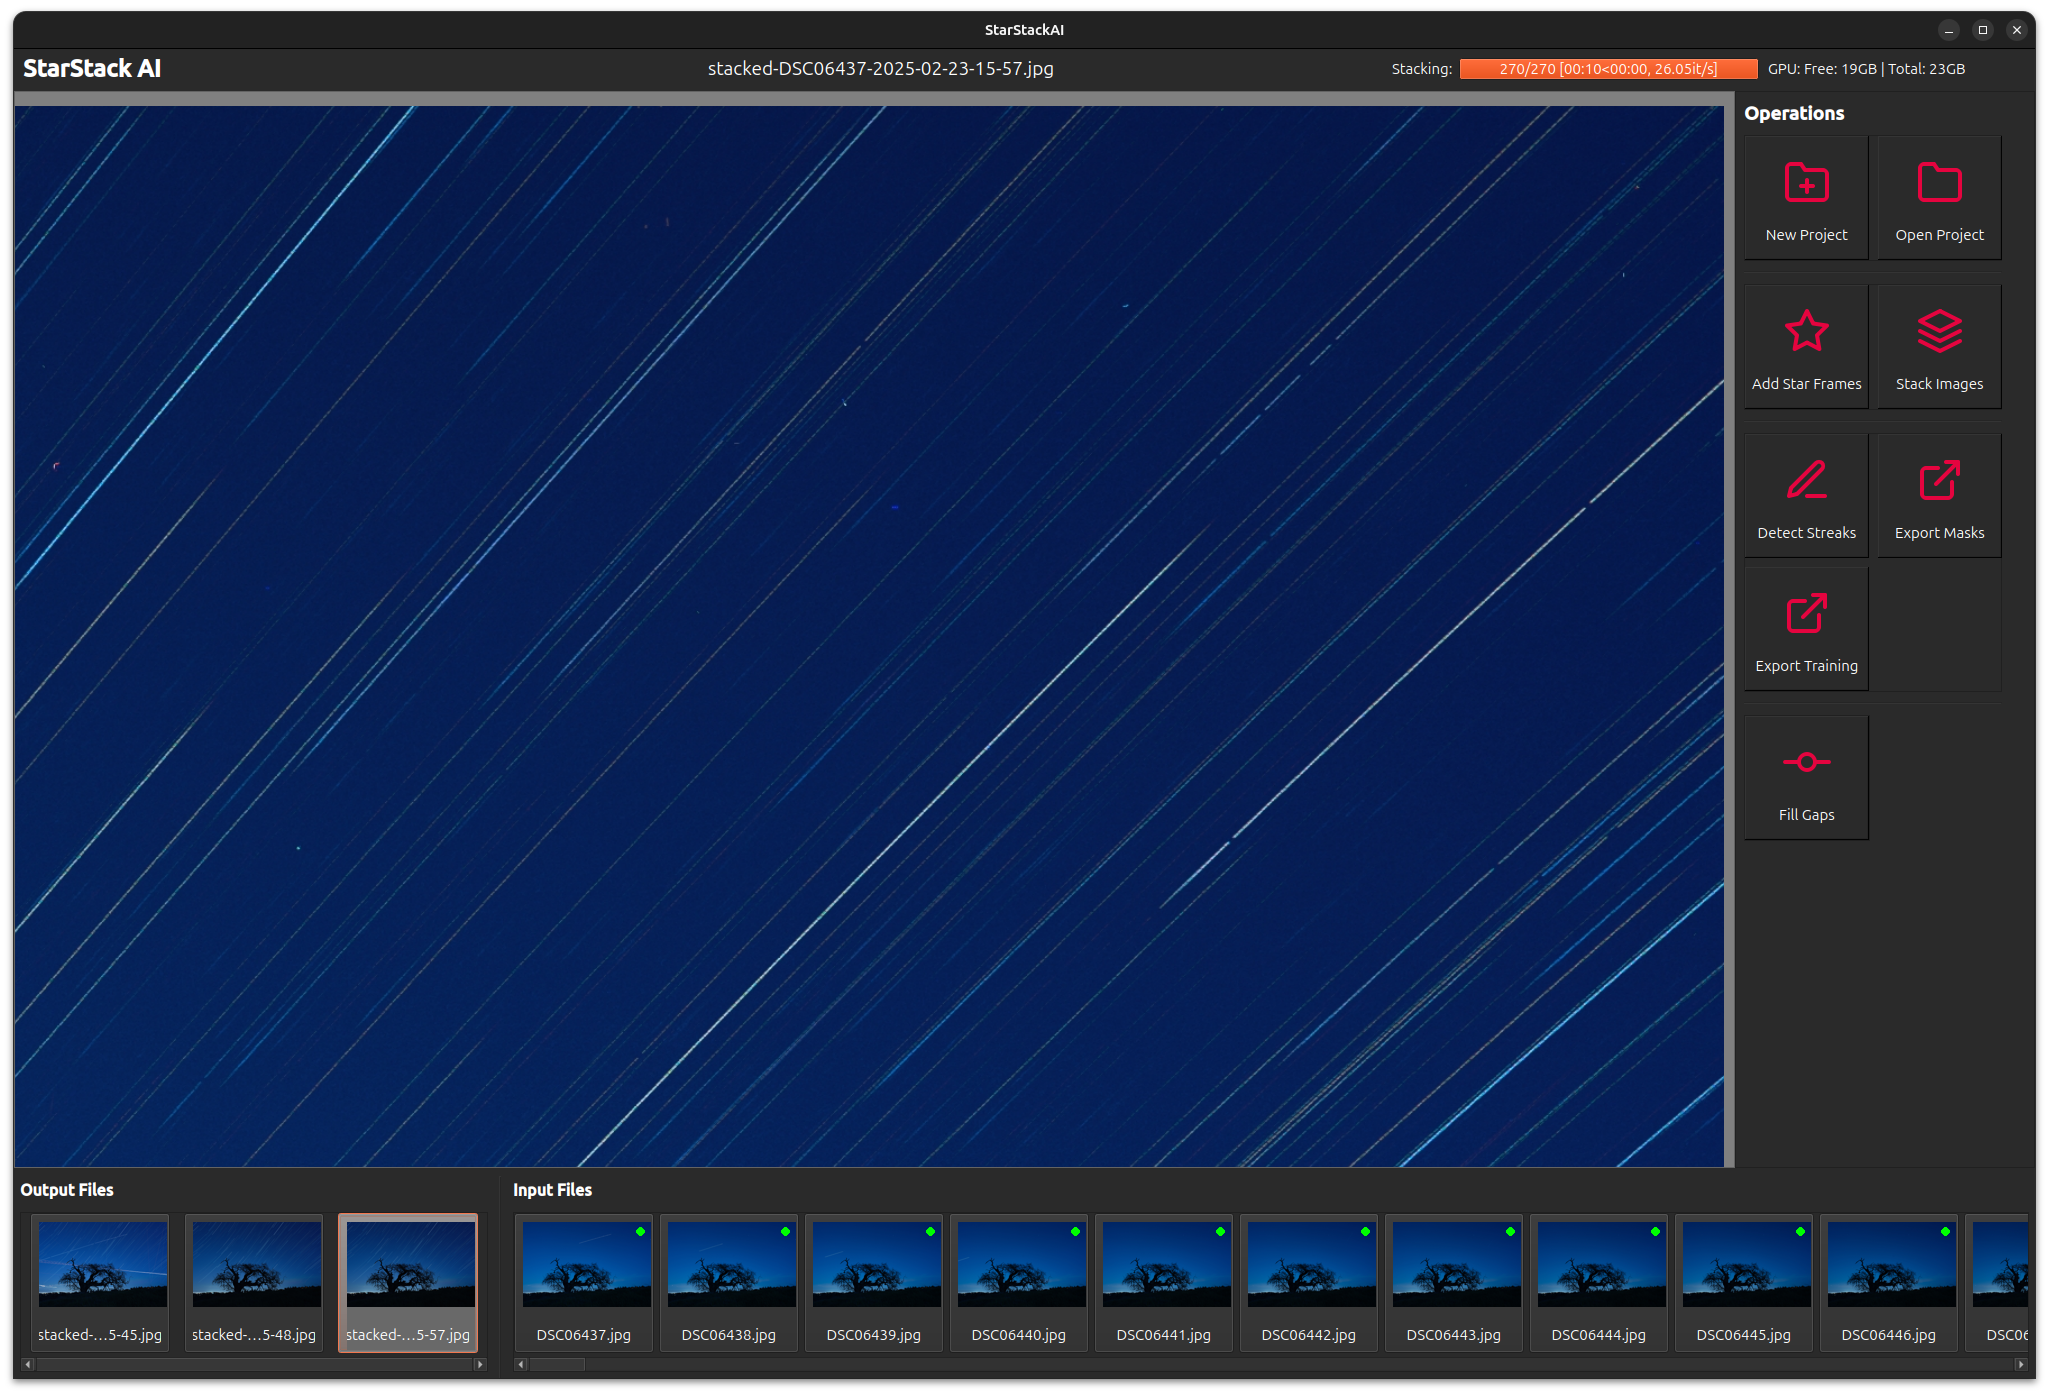 StarStackAI
StarStack AI
stacked-DSC06437-2025-02-23-15-57.jpg
Stacking:
270/270 [00:10<00:00, 26.05it/s]
GPU: Free: 19GB | Total: 23GB
Operations
New Project
Open Project
Add Star Frames
Stack Images
Detect Streaks
Export Masks
Export Training
Fill Gaps
Output Files
stacked-...5-45.jpg
stacked-...5-48.jpg
stacked-...5-57.jpg
Input Files
DSC06437.jpg
DSC06438.jpg
DSC06439.jpg
DSC06440.jpg
DSC06441.jpg
DSC06442.jpg
DSC06443.jpg
DSC06444.jpg
DSC06445.jpg
DSC06446.jpg
DSC06